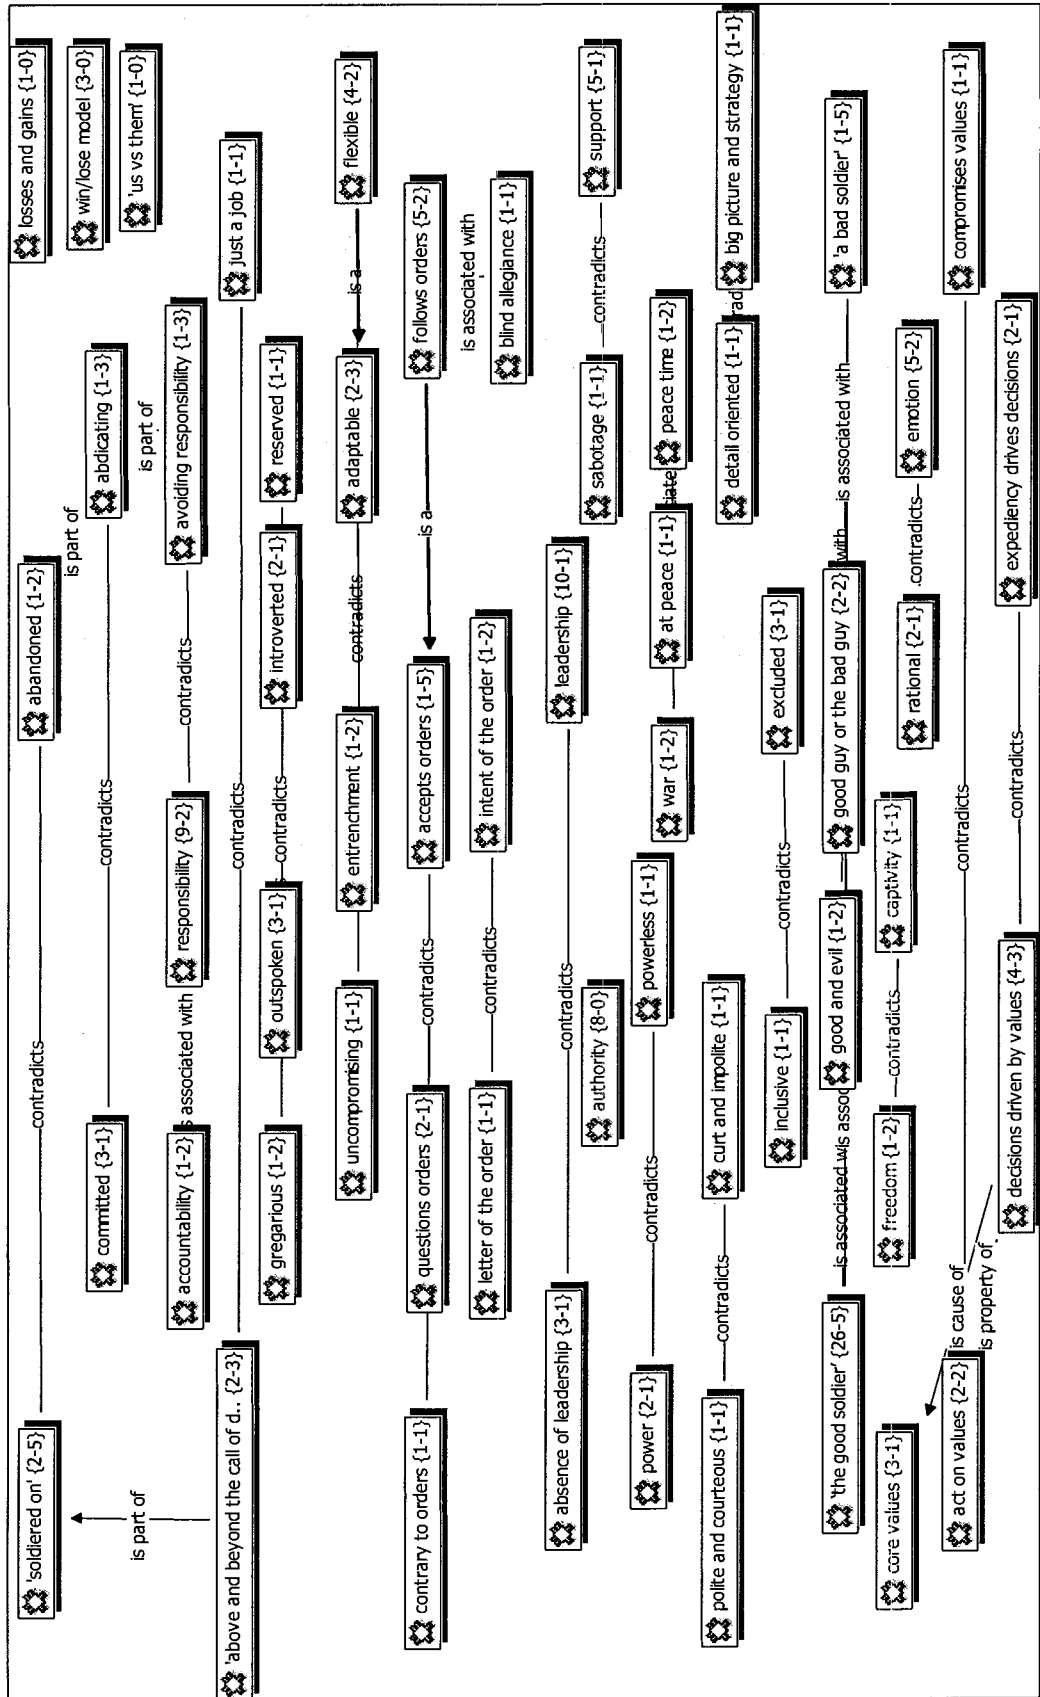 'soldiered on' {2-5}
contradicts
abandoned {1-2}
losses and gains {1-0}
is part of
win/lose model {3-0}
committed {3-1}
contradicts
abdicating {1-3}
'us vs them' {1-0}
is part of
is part of
accountability {1-2}
s associated with
responsibility {9-2}
contradicts
avoiding responsibility {1-3}
'above and beyond the call of d.. {2-3}
contradicts
just a job {1-1}
gregarious {1-2}
outspoken {3-1}
contradicts
introverted {2-1}
reserved {1-1}
uncompromising {1-1}
entrenchment {1-2}
contradicts
adaptable {2-3}
is a
flexible {4-2}
contrary to orders {1-1}
questions orders {2-1}
contradicts
accepts orders {1-5}
is a
follows orders {5-2}
is associated with
letter of the order {1-1}
contradicts
intent of the order {1-2}
blind allegiance {1-1}
absence of leadership {3-1}
contradicts
leadership {10-1}
authority {8-0}
sabotage {1-1}
contradicts
support {5-1}
power {2-1}
contradicts
powerless {1-1}
war {1-2}
at peace {1-1}
ciate
peace time {1-2}
polite and courteous {1-1}
contradicts
curt and impolite {1-1}
detail oriented {1-1}
rad
big picture and strategy {1-1}
inclusive {1-1}
contradicts
excluded {3-1}
'the good soldier' {26-5}
is associated wis assoc
good and evil {1-2}
good guy or the bad guy {2-2}
with
is associated with
'a bad soldier' {1-5}
core values {3-1}
freedom {1-2}
contradicts
captivity {1-1}
rational {2-1}
contradicts
emotion {5-2}
act on values {2-2}
is cause of
contradicts
compromises values {1-1}
is property of
decisions driven by values {4-3}
contradicts
expediency drives decisions {2-1}